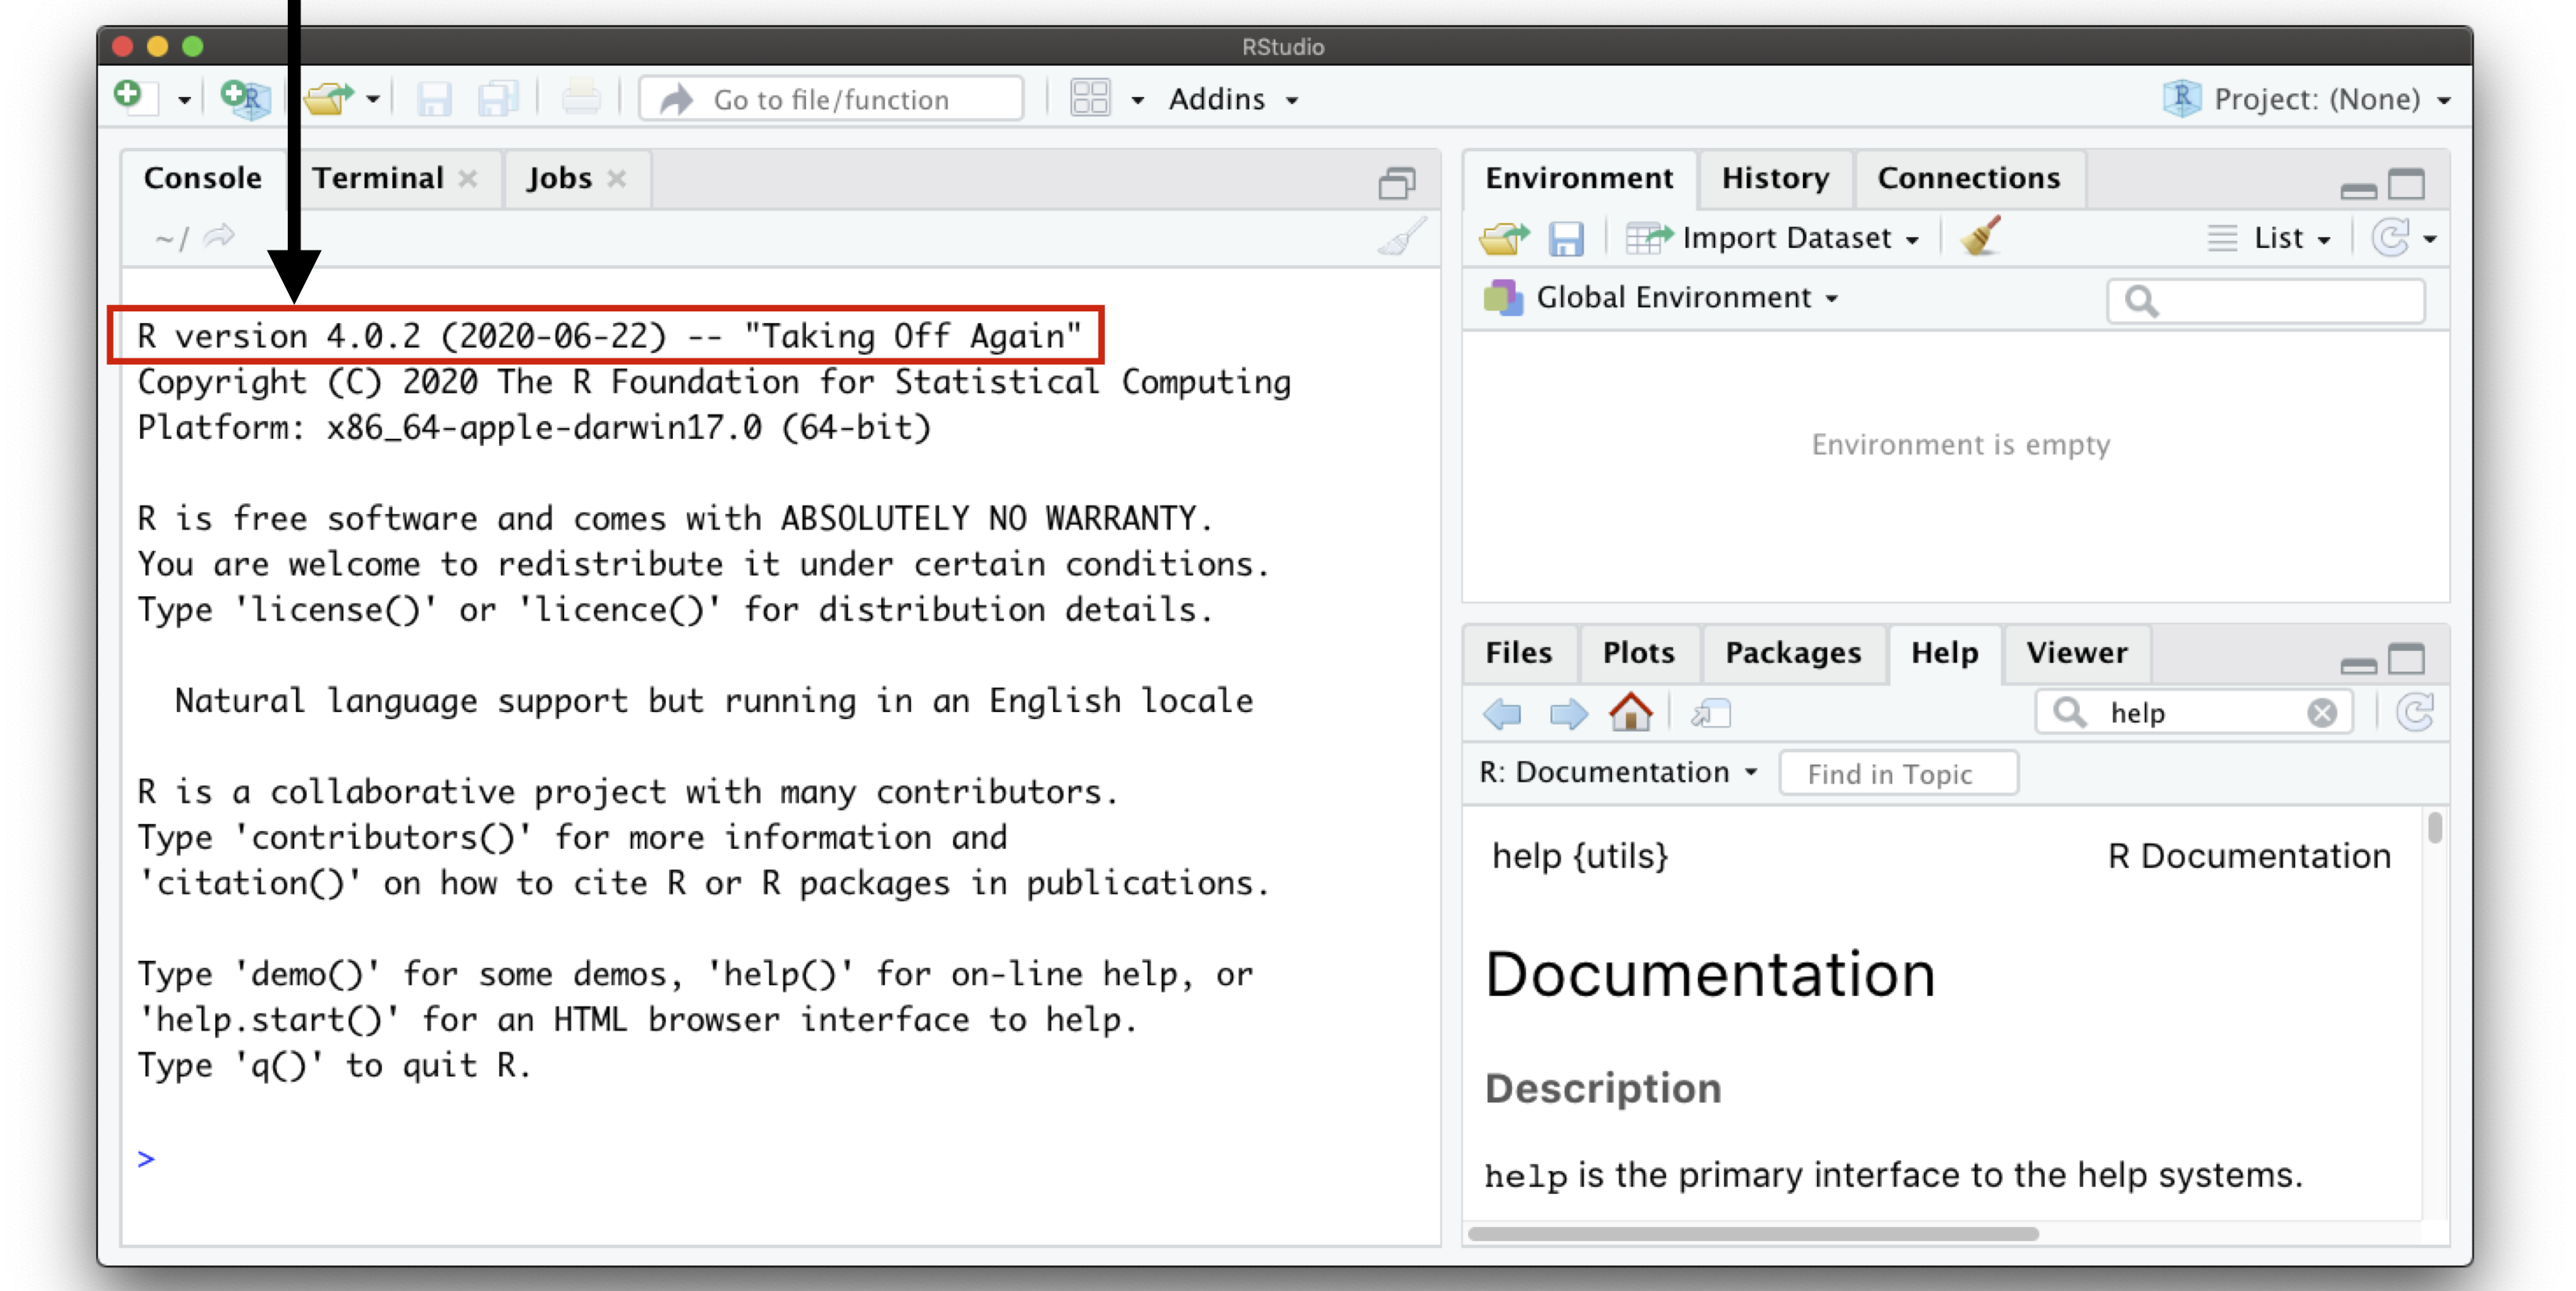 RStudio
Go to file/function
Addins
Project: (None)
Console
Terminal
Jobs
~/
R version 4.0.2 (2020-06-22) -- "Taking Off Again"
Copyright (C) 2020 The R Foundation for Statistical Computing
Platform: x86_64-apple-darwin17.0 (64-bit)
R is free software and comes with ABSOLUTELY NO WARRANTY.
You are welcome to redistribute it under certain conditions.
Type 'license()' or 'licence()' for distribution details.
Natural language support but running in an English locale
R is a collaborative project with many contributors.
Type 'contributors()' for more information and
'citation()' on how to cite R or R packages in publications.
Type 'demo()' for some demos, 'help()' for on-line help, or
'help.start()' for an HTML browser interface to help.
Type 'q()' to quit R.
>
Environment
History
Connections
Import Dataset
List
Global Environment
Environment is empty
Files
Plots
Packages
Help
Viewer
help
R: Documentation
Find in Topic
help {utils}
R Documentation
Documentation
Description
help is the primary interface to the help systems.